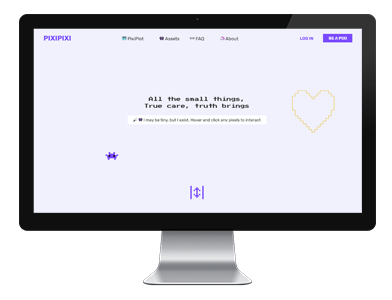 PIXIPIXI
PixiPlot
Assets
FAQ
About
LOG IN
BE A PIXI
All the small things,
True care, truth brings
I may be tiny, but I exist. Hover and click any pixels to interact